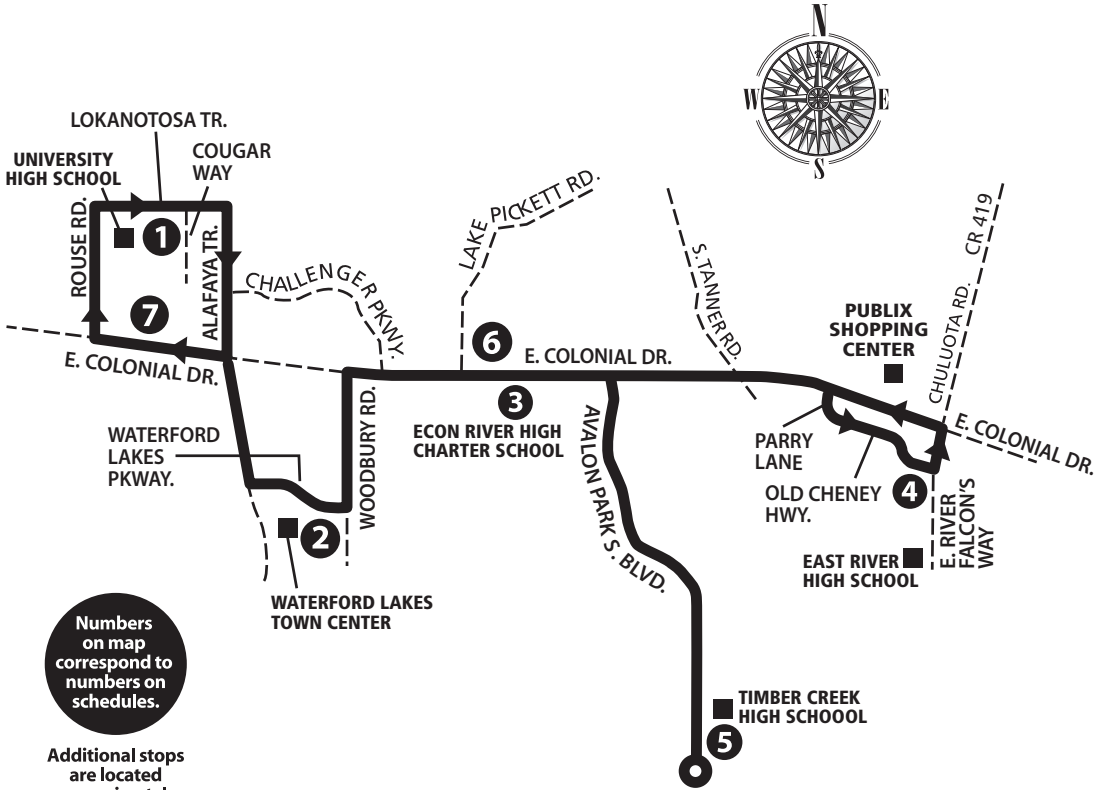 N
W
E
S
LOKANOTOSA TR.
UNIVERSITY
HIGH SCHOOL
COUGAR
WAY
ROUSE RD.
1
ALAFAYA TR.
7
CHALLENGER PKWY.
E. COLONIAL DR.
LAKE PICKETT RD.
S. TANNER RD.
CHULUOTA RD. CR 419
PUBLIX
SHOPPING
CENTER
6
E. COLONIAL DR.
3
ECON RIVER HIGH
CHARTER SCHOOL
WATERFORD
LAKES
PKWAY.
WOODBURY RD.
2
WATERFORD LAKES
TOWN CENTER
AVALON PARK S. BLVD.
PARRY
LANE
OLD CHENEY
HWY.
E. COLONIAL DR.
4
E. RIVER
FALCON'S
WAY
EAST RIVER
HIGH SCHOOL
TIMBER CREEK
HIGH SCHOOOL
5
Numbers
on map
correspond to
numbers on
schedules.
Additional stops
are located